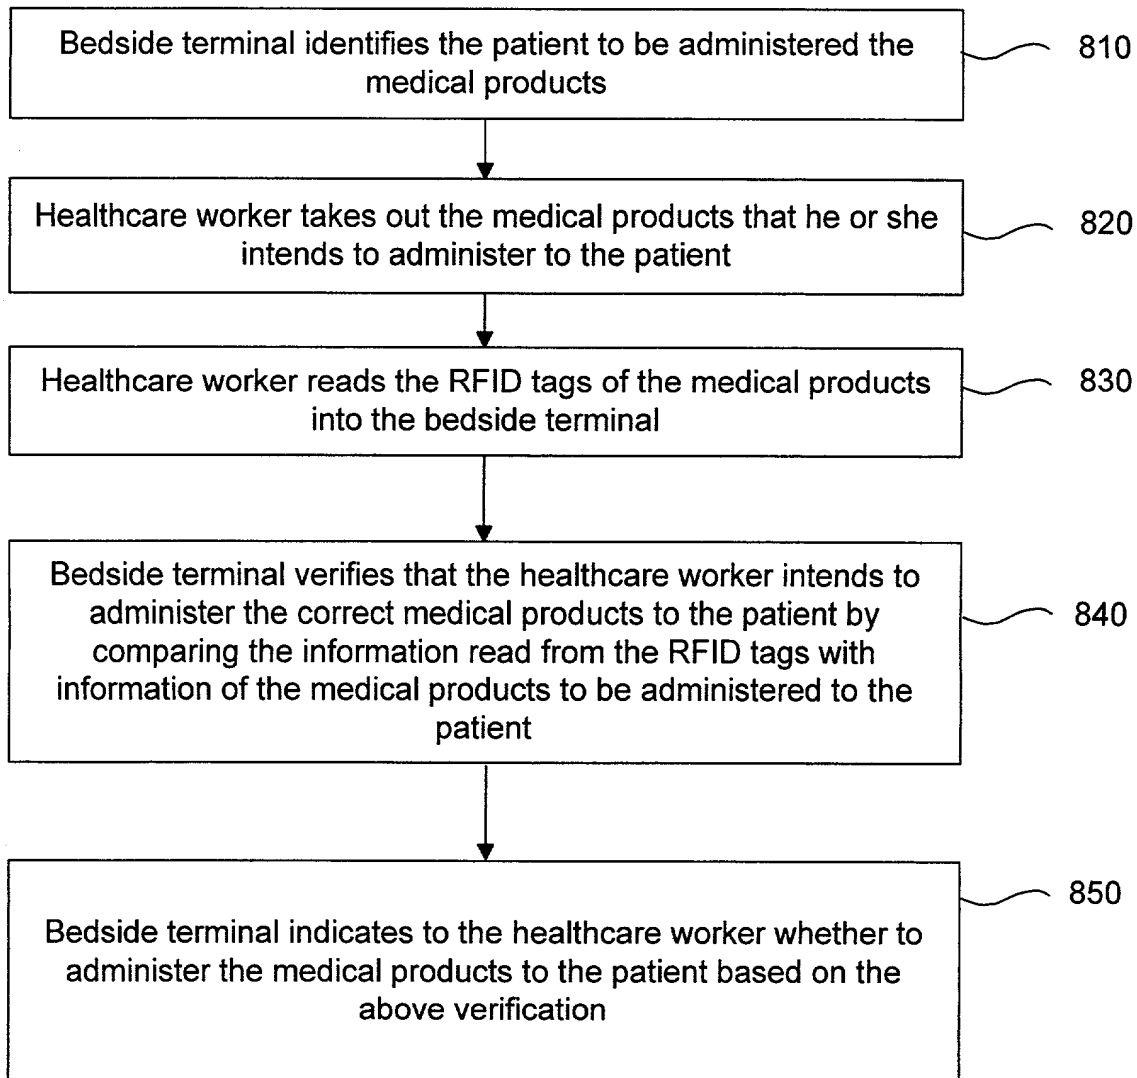 Bedside terminal identifies the patient to be administered the
medical products
810
Healthcare worker takes out the medical products that he or she
intends to administer to the patient
820
Healthcare worker reads the RFID tags of the medical products
into the bedside terminal
830
Bedside terminal verifies that the healthcare worker intends to
administer the correct medical products to the patient by
comparing the information read from the RFID tags with
information of the medical products to be administered to the
patient
840
Bedside terminal indicates to the healthcare worker whether to
administer the medical products to the patient based on the
above verification
850